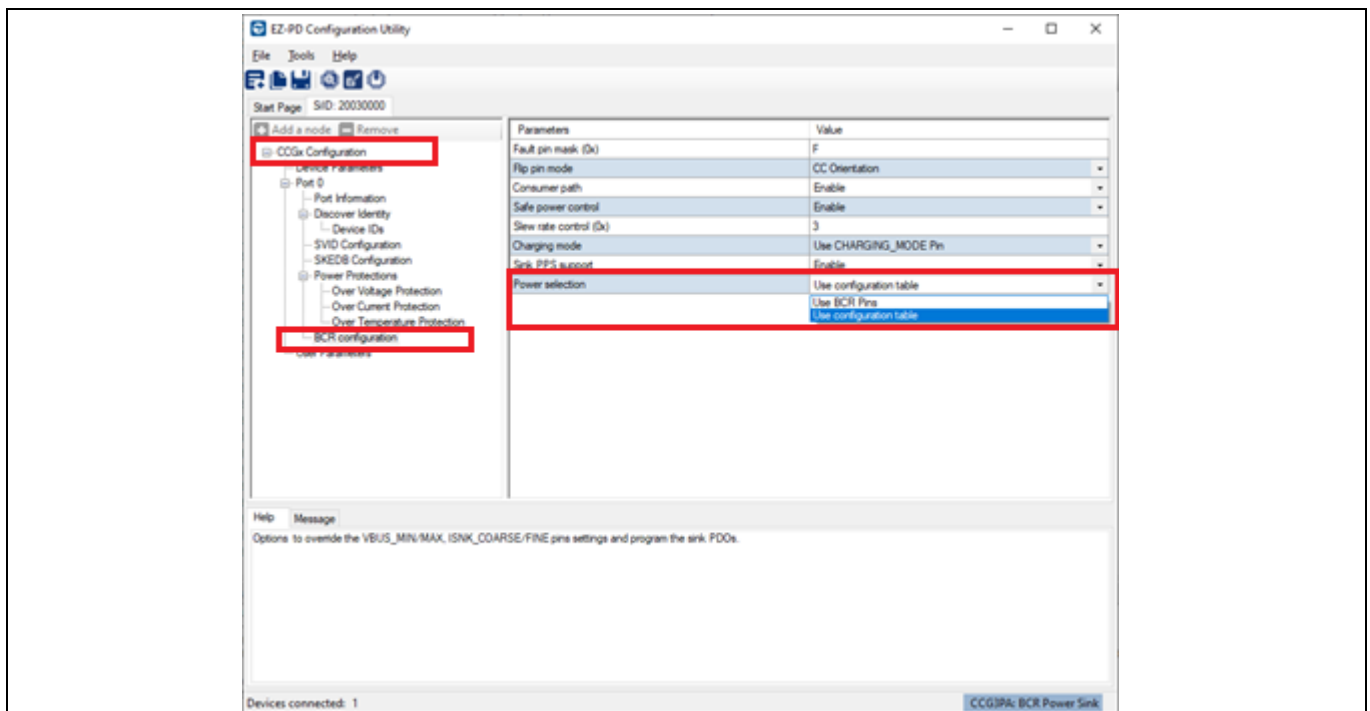 EZ-PD Configuration Utility
File Tools Help
Start Page SID: 20030000
Add a node Remove
CCGx Configuration
Device Parameters
Port 0
Port Information
Discover Identity
Device IDs
SVID Configuration
SKEDB Configuration
Power Protections
Over Voltage Protection
Over Current Protection
Over Temperature Protection
BCR configuration
User Parameters
Parameters Value
Fault pin mask (0x) F
Flip pin mode CC Orientation
Consumer path Enable
Safe power control Enable
Slew rate control (0x) 3
Charging mode Use CHARGING_MODE Pin
Sink PPS support Enable
Power selection Use configuration table
Use BCR Pins
Use configuration table
Help Message
Options to override the VBUS_MIN/MAX, ISNK_COARSE/FINE pins settings and program the sink PDOs.
Devices connected: 1 CCG3PA: BCR Power Sink